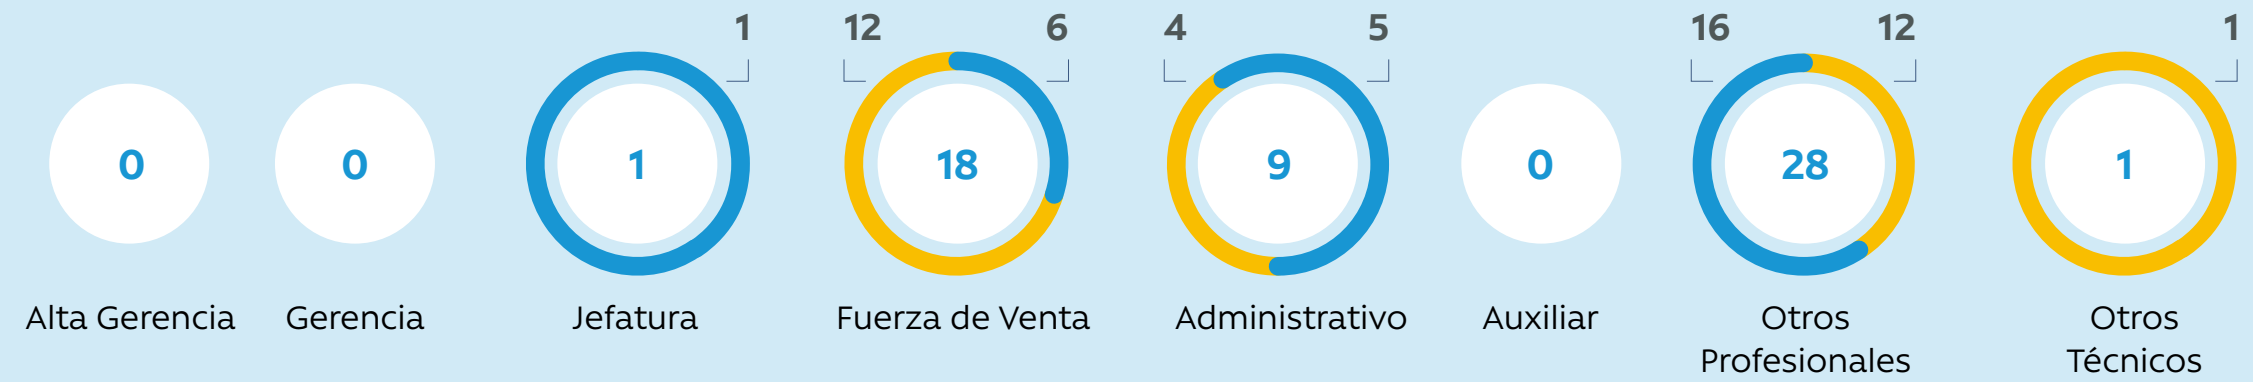 1 12 6 4 5 16 12 1
0 0 1 18 9 0 28 1
Alta Gerencia Gerencia Jefatura Fuerza de Venta Administrativo Auxiliar Otros Otros
Profesionales Técnicos